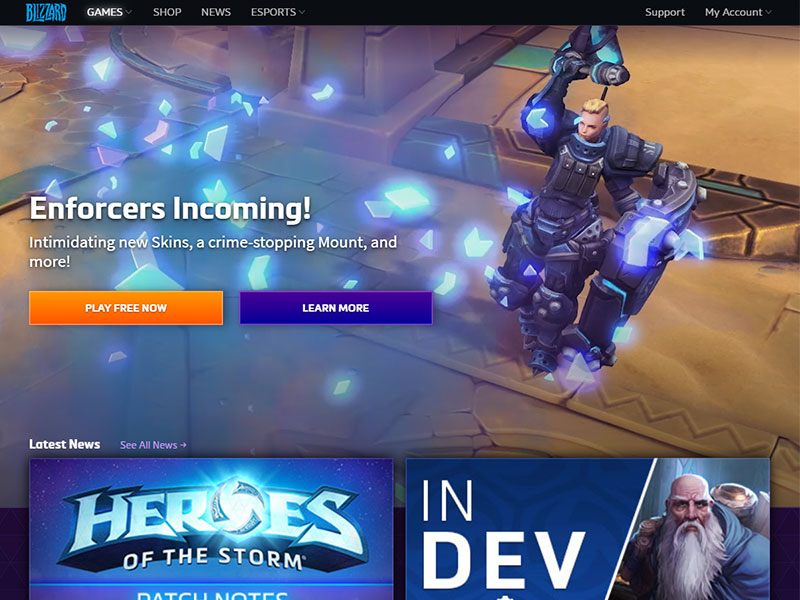 BLIZZARD
GAMES
SHOP
NEWS
ESPORTS
Support
My Account
Enforcers Incoming!
Intimidating new Skins, a crime-stopping Mount, and
more!
PLAY FREE NOW
LEARN MORE
Latest News
See All News →
HEROES
OF THE STORM
PATCH NOTES
IN
DEV